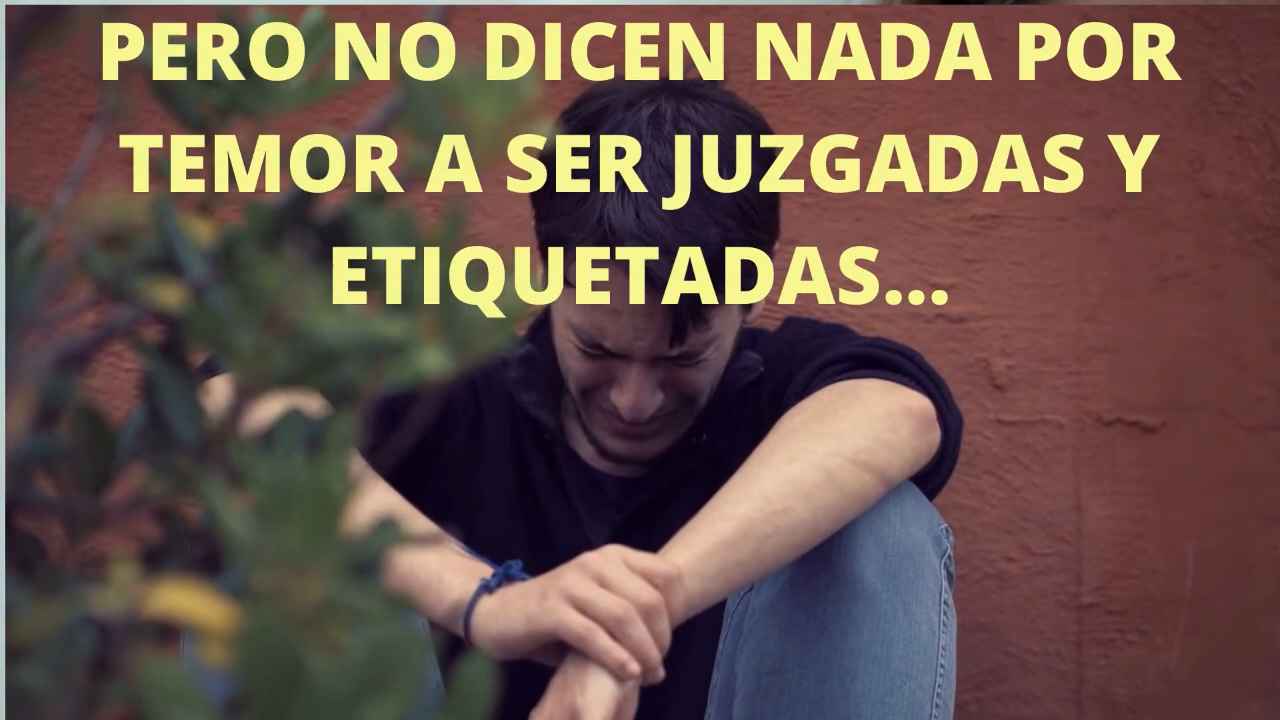 PERO NO DICEN NADA POR
TEMOR A SER JUZGADAS Y
ETIQUETADAS...